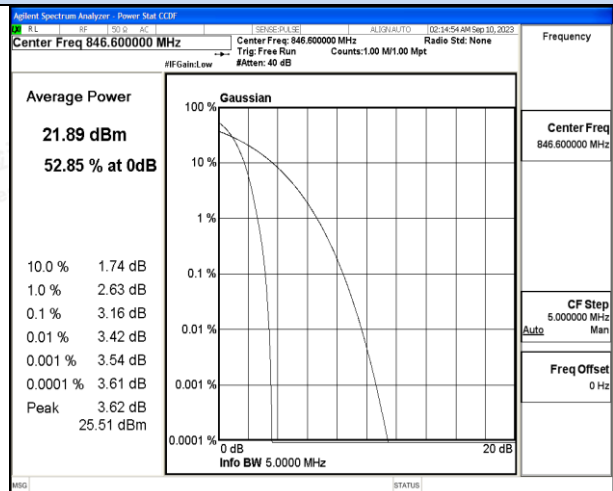 Agilent Spectrum Analyzer - Power Stat CCDF
RL RF 50 Ω AC SENSE:PULSE ALIGNAUTO 02:14:54 AM Sep 10, 2023
Center Freq 846.600000 MHz
Center Freq: 846.600000 MHz Radio Std: None
Trig: Free Run Counts:1.00 M/1.00 Mpt
#IFGain:Low #Atten: 40 dB
Frequency
Average Power
21.89 dBm
52.85 % at 0dB
10.0 % 1.74 dB
1.0 % 2.63 dB
0.1 % 3.16 dB
0.01 % 3.42 dB
0.001 % 3.54 dB
0.0001 % 3.61 dB
Peak 3.62 dB
25.51 dBm
Gaussian
100 %
10 %
1 %
0.1 %
0.01 %
0.001 %
0.0001 %
0 dB 20 dB
Info BW 5.0000 MHz
Center Freq
846.600000 MHz
CF Step
5.000000 MHz
Auto Man
Freq Offset
0 Hz
MSG STATUS